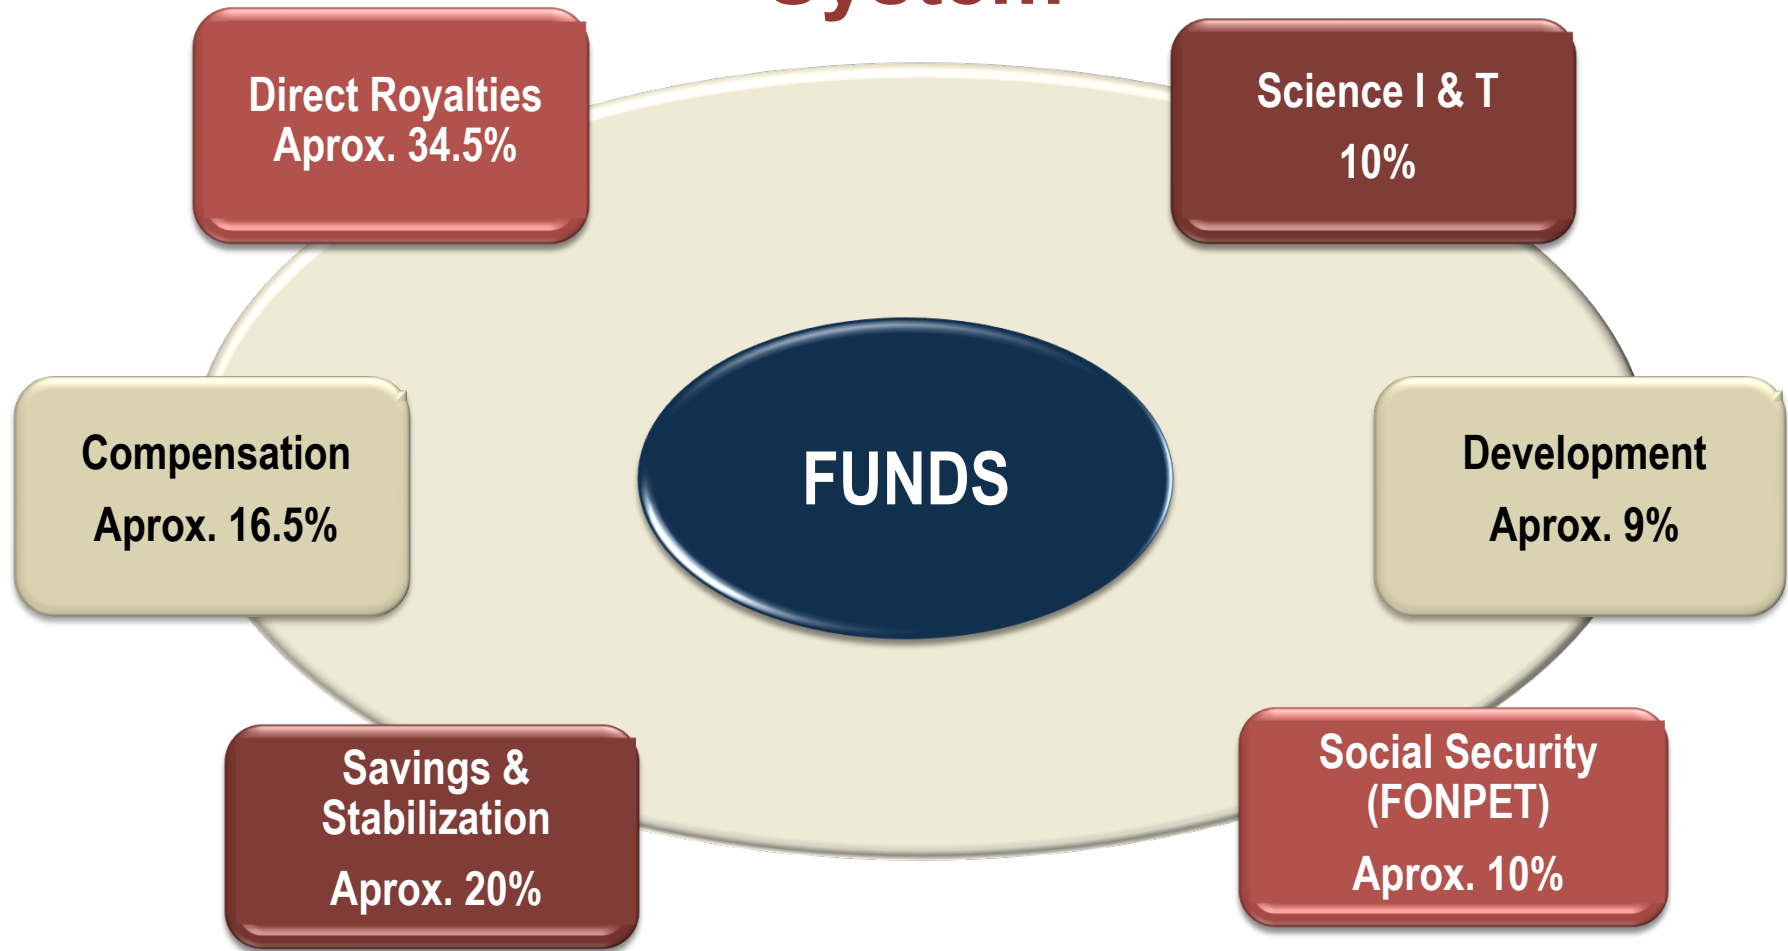 System
Direct Royalties
Aprox. 34.5%
Science I & T
10%
Compensation
Aprox. 16.5%
FUNDS
Development
Aprox. 9%
Savings &
Stabilization
Aprox. 20%
Social Security
(FONPET)
Aprox. 10%